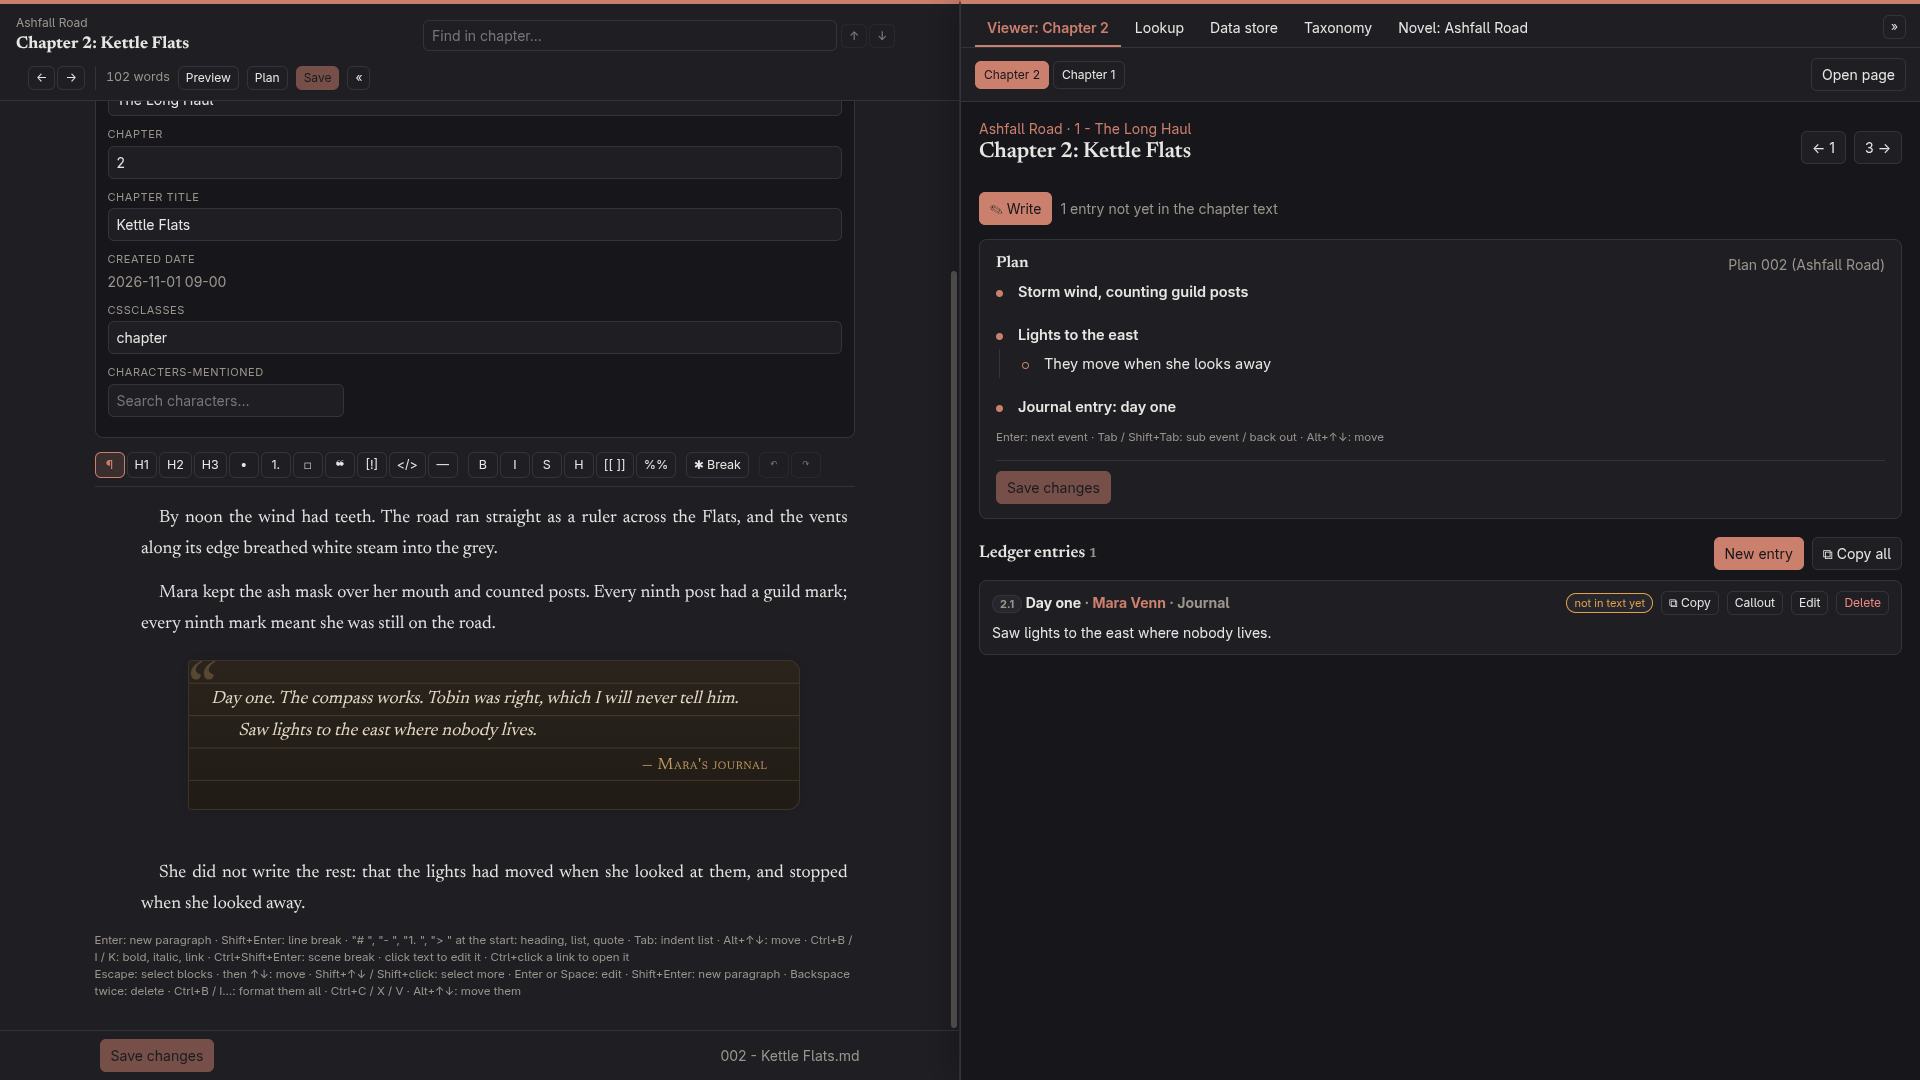 Ashfall Road
Chapter 2: Kettle Flats
Find in chapter...
↑ ↓
← → 102 words Preview Plan Save «
The Long Haul
CHAPTER
2
CHAPTER TITLE
Kettle Flats
CREATED DATE
2026-11-01 09-00
CSSCLASSES
chapter
CHARACTERS-MENTIONED
Search characters...
¶ H1 H2 H3 • 1. □ ❝ [!] </> — B I S H [[ ]] %% ✱ Break ↶ ↷
By noon the wind had teeth. The road ran straight as a ruler across the Flats, and the vents
along its edge breathed white steam into the grey.
Mara kept the ash mask over her mouth and counted posts. Every ninth post had a guild mark;
every ninth mark meant she was still on the road.
“
Day one. The compass works. Tobin was right, which I will never tell him.
Saw lights to the east where nobody lives.
— Mara's journal
She did not write the rest: that the lights had moved when she looked at them, and stopped
when she looked away.
Enter: new paragraph · Shift+Enter: line break · "# ", "- ", "1. ", "> " at the start: heading, list, quote · Tab: indent list · Alt+↑↓: move · Ctrl+B /
I / K: bold, italic, link · Ctrl+Shift+Enter: scene break · click text to edit it · Ctrl+click a link to open it
Escape: select blocks · then ↑↓: move · Shift+↑↓ / Shift+click: select more · Enter or Space: edit · Shift+Enter: new paragraph · Backspace
twice: delete · Ctrl+B / I...: format them all · Ctrl+C / X / V · Alt+↑↓: move them
Save changes
002 - Kettle Flats.md
Viewer: Chapter 2 Lookup Data store Taxonomy Novel: Ashfall Road »
Chapter 2 Chapter 1 Open page
Ashfall Road · 1 - The Long Haul
Chapter 2: Kettle Flats
← 1 3 →
✎ Write 1 entry not yet in the chapter text
Plan
Plan 002 (Ashfall Road)
Storm wind, counting guild posts
Lights to the east
They move when she looks away
Journal entry: day one
Enter: next event · Tab / Shift+Tab: sub event / back out · Alt+↑↓: move
Save changes
Ledger entries 1
New entry ⧉ Copy all
2.1 Day one · Mara Venn · Journal
not in text yet ⧉ Copy Callout Edit Delete
Saw lights to the east where nobody lives.